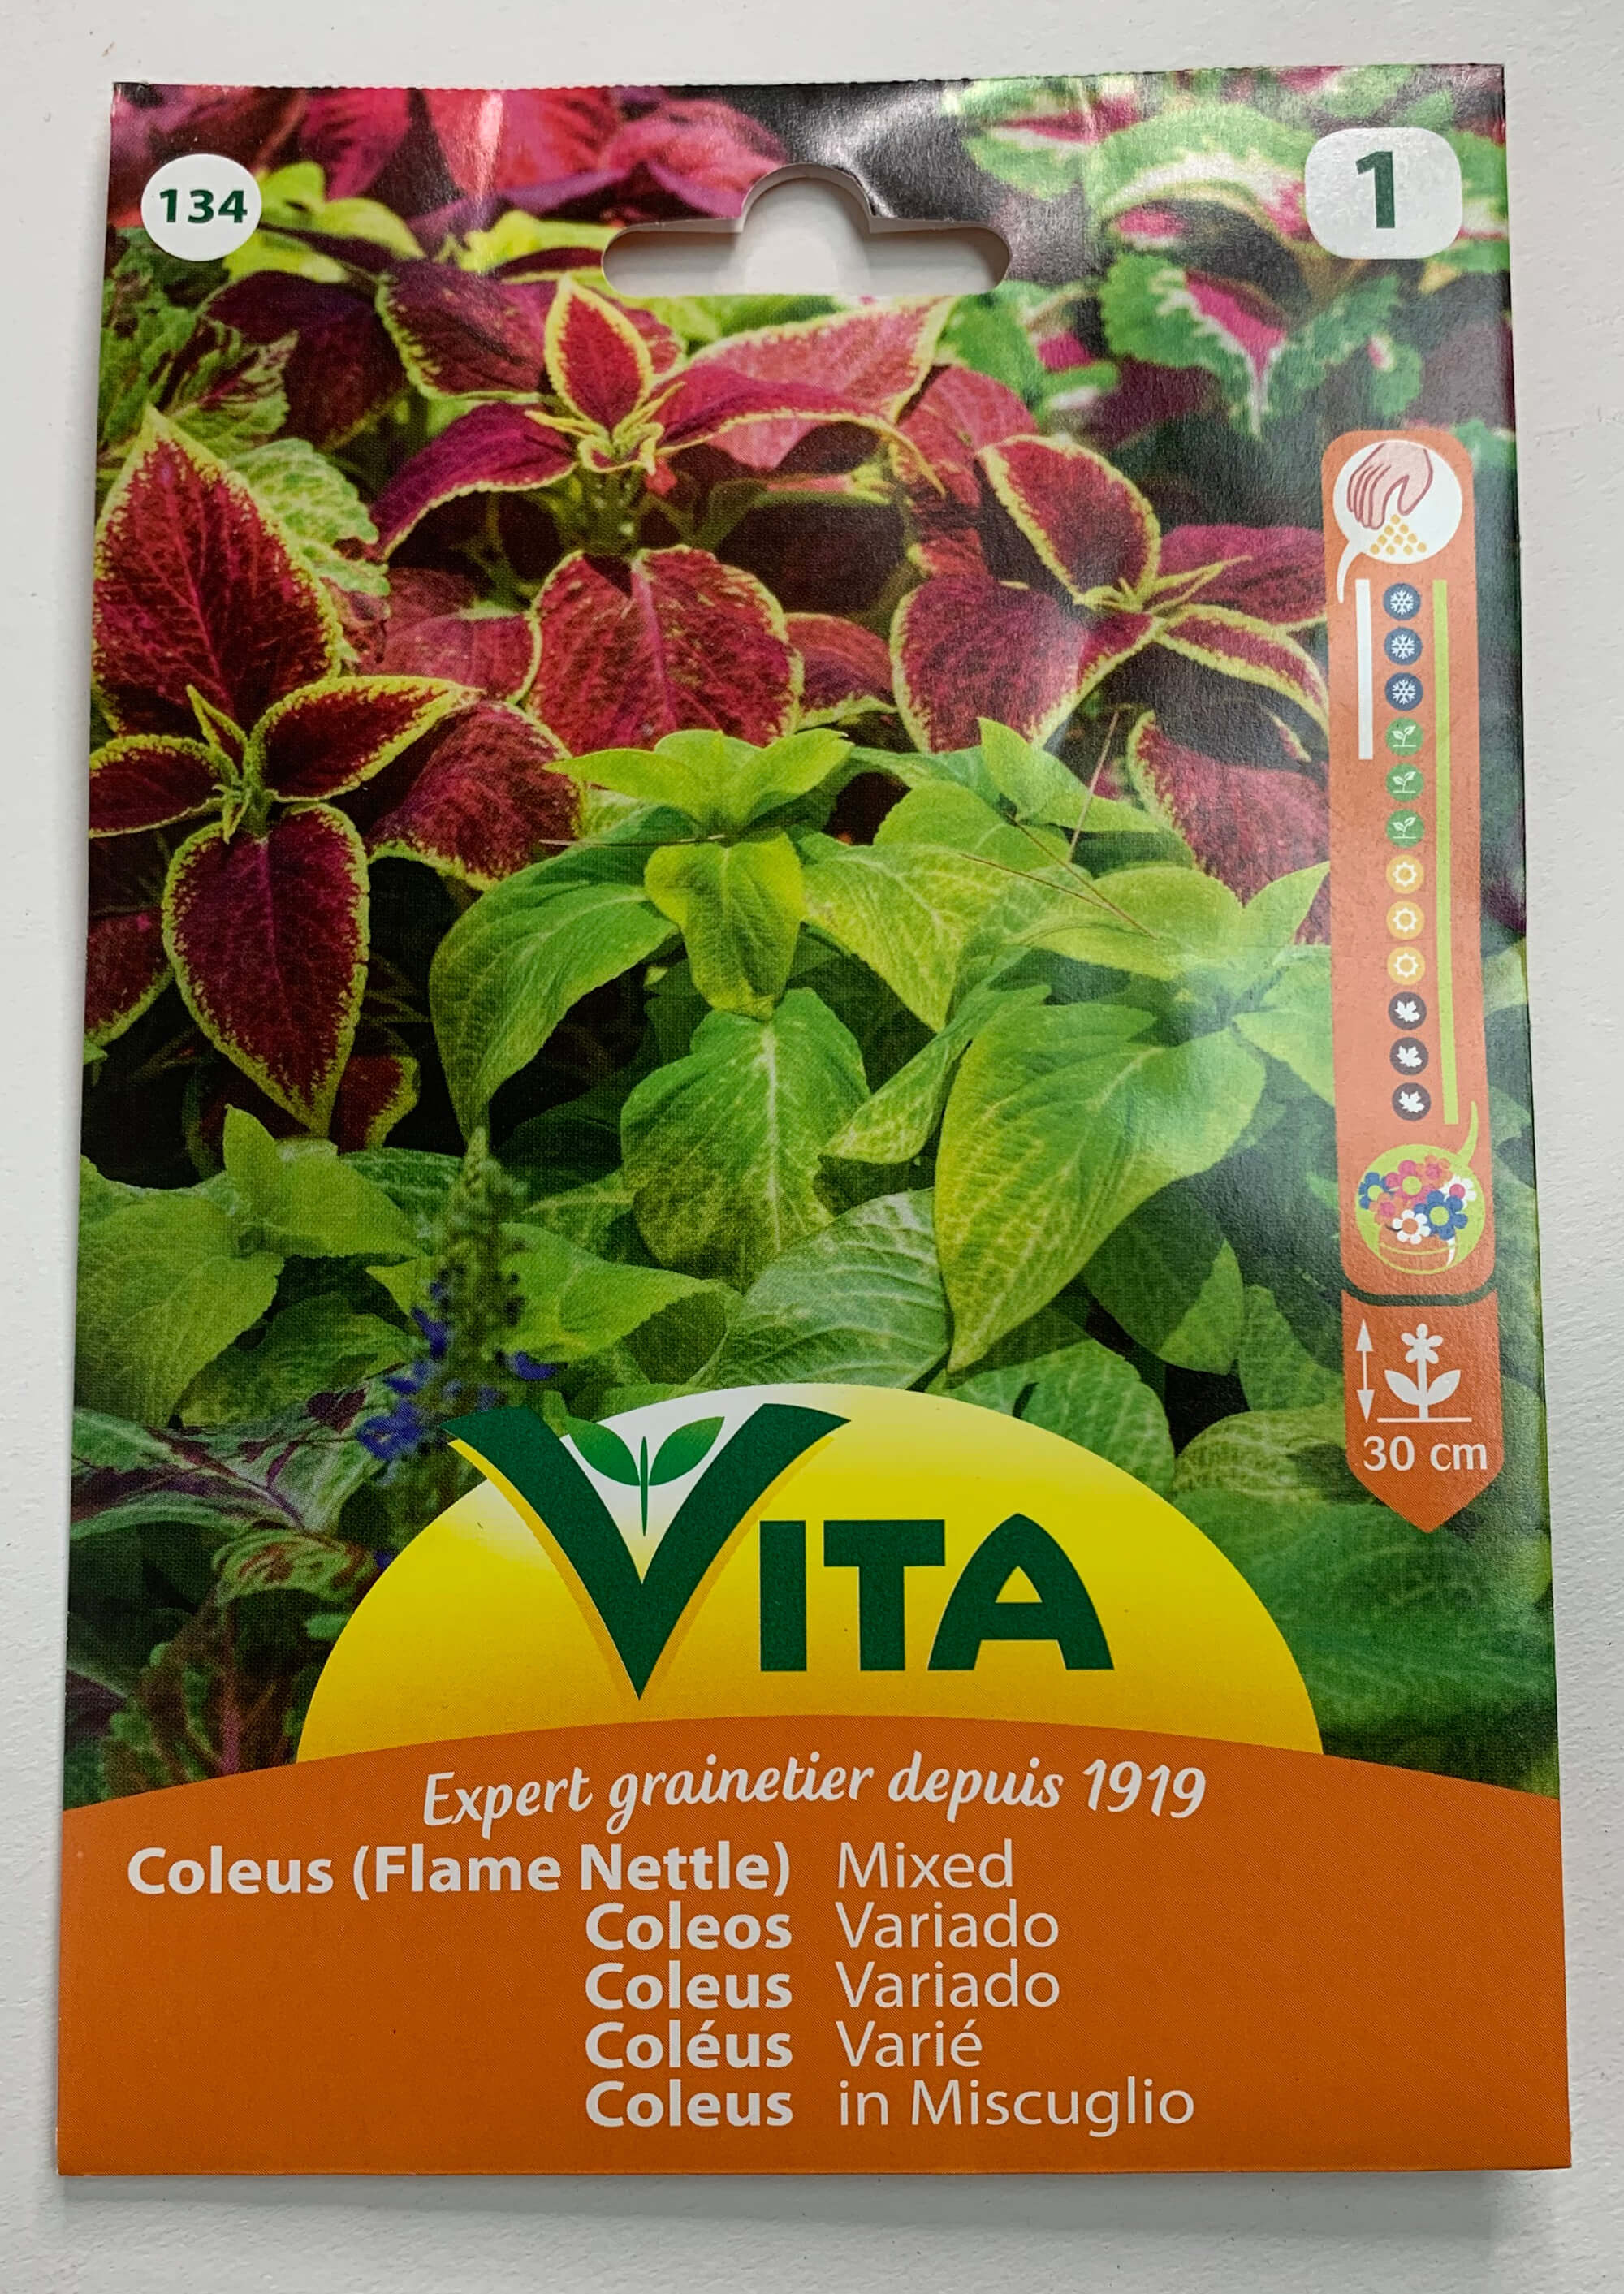 134
1
30 cm
VITA
Expert grainetier depuis 1919
Coleus (Flame Nettle) Mixed
Coleos Variado
Coleus Variado
Coléus Varié
Coleus in Miscuglio